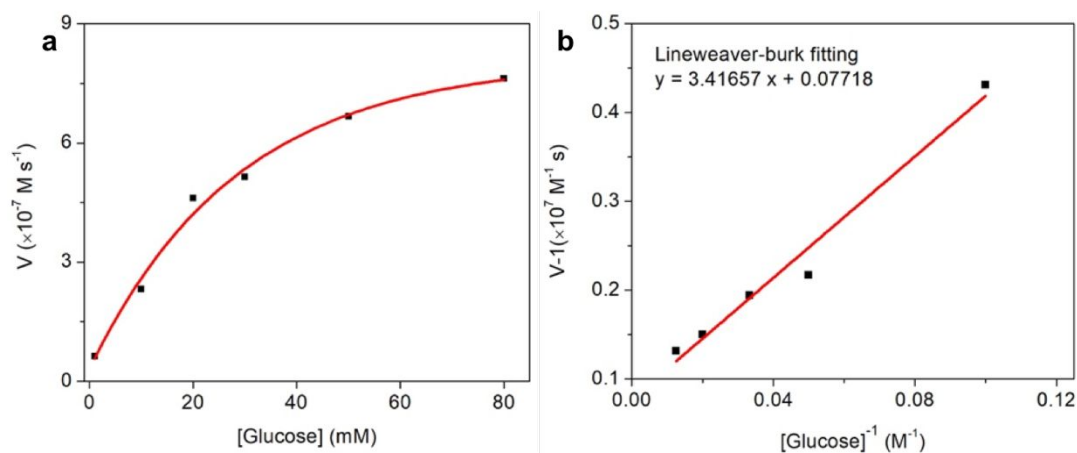 a
9
6
3
0
V (×10⁻⁷ M s⁻¹)
0
20
40
60
80
[Glucose] (mM)
b
Lineweaver-burk fitting
y = 3.41657 x + 0.07718
0.5
0.4
0.3
0.2
0.1
V-1(×10⁷ M⁻¹ s)
0.00
0.04
0.08
0.12
[Glucose]⁻¹ (M⁻¹)